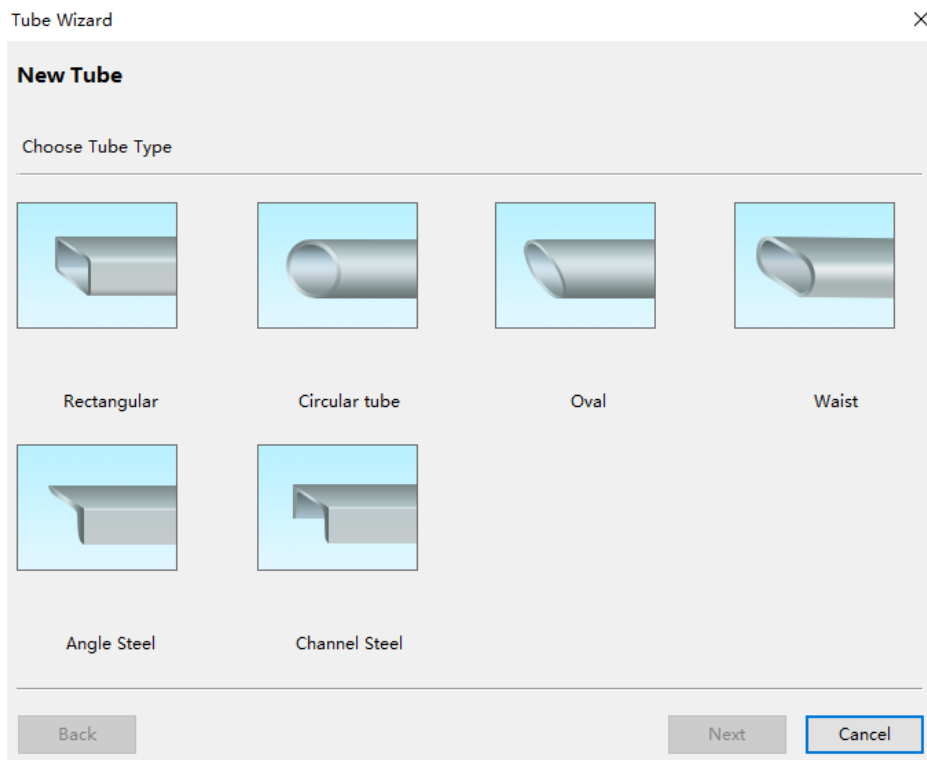 Tube Wizard
New Tube
Choose Tube Type
Rectangular
Circular tube
Oval
Waist
Angle Steel
Channel Steel
Back
Next
Cancel